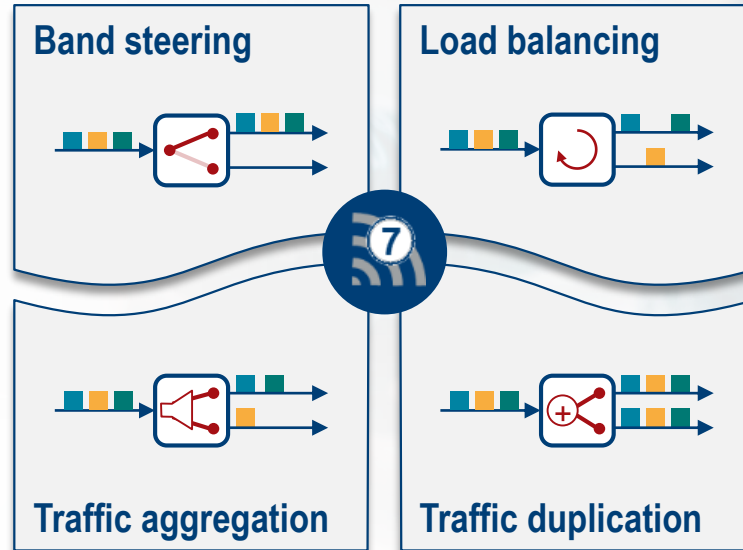 Band steering
Load balancing
7
+
Traffic aggregation
Traffic duplication